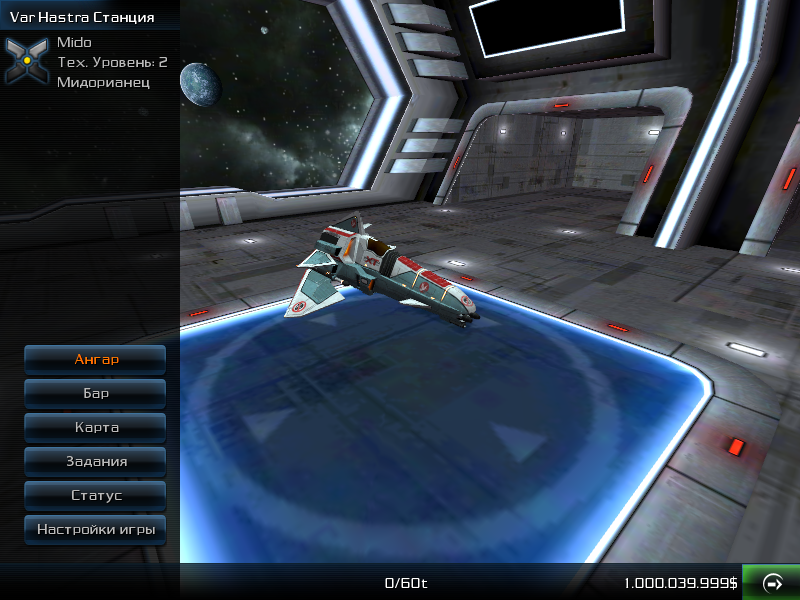 Var Hastra Станция
Mido
Тех. Уровень: 2
Мидорианец
Ангар
Бар
Карта
Задания
Статус
Настройки игры
0/60t
1.000.039.999$